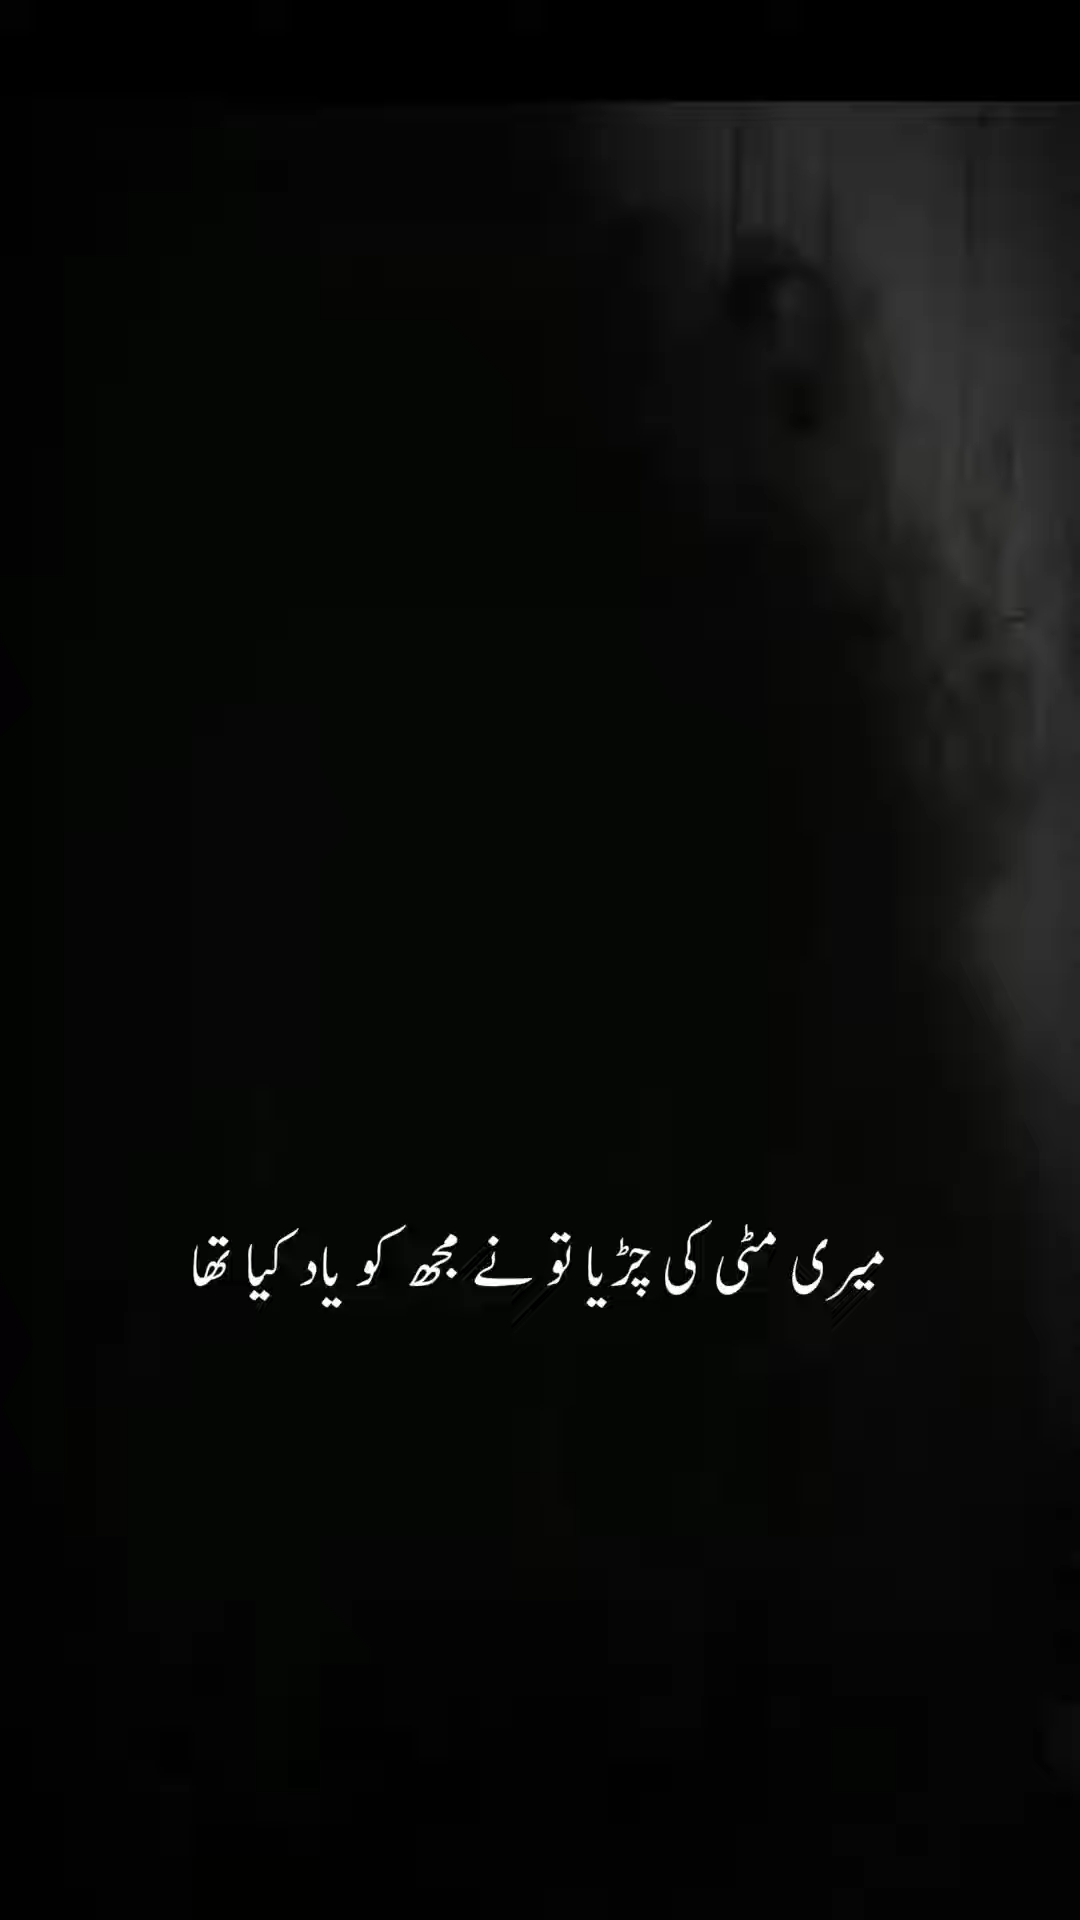 میری مٹی کی چڑیا تو نے مجھ کو یاد کیا تھا